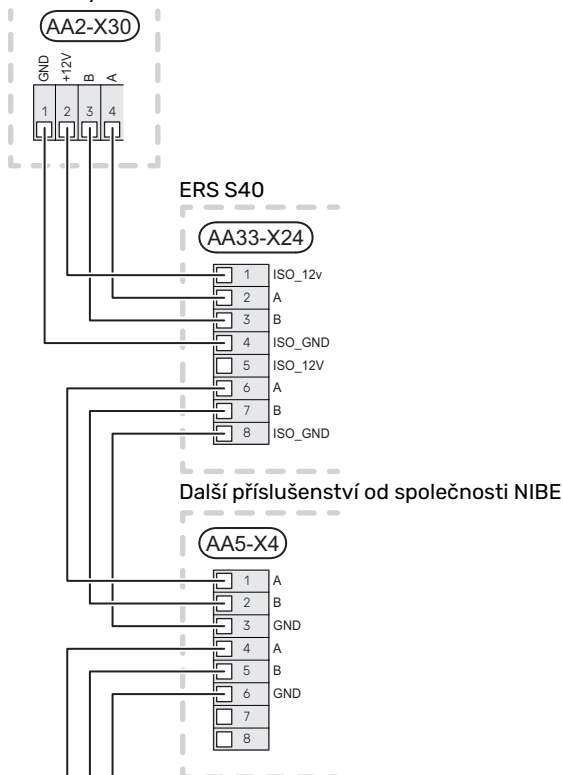 AA2-X30
GND
+12V
B
A
1 2 3 4
ERS S40
AA33-X24
1 ISO_12v
2 A
3 B
4 ISO_GND
5 ISO_12V
6 A
7 B
8 ISO_GND
Další příslušenství od společnosti NIBE
AA5-X4
1 A
2 B
3 GND
4 A
5 B
6 GND
7
8